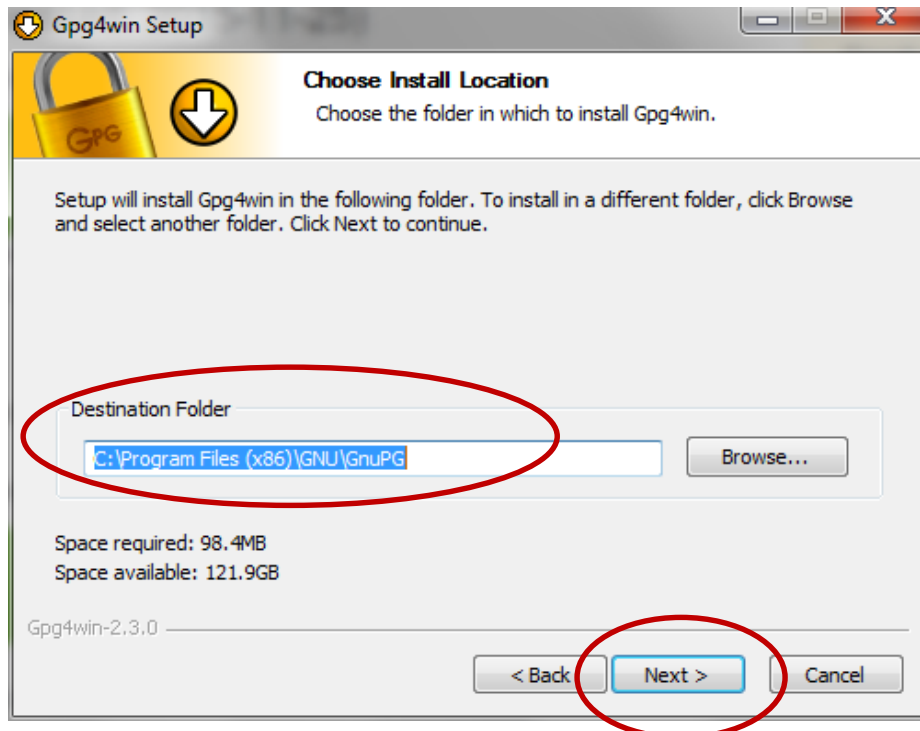 Gpg4win Setup
Choose Install Location
Choose the folder in which to install Gpg4win.
GPG
Setup will install Gpg4win in the following folder. To install in a different folder, click Browse
and select another folder. Click Next to continue.
Destination Folder
C:\Program Files (x86)\GNU\GnuPG
Browse...
Space required: 98.4MB
Space available: 121.9GB
Gpg4win-2.3.0
< Back
Next >
Cancel